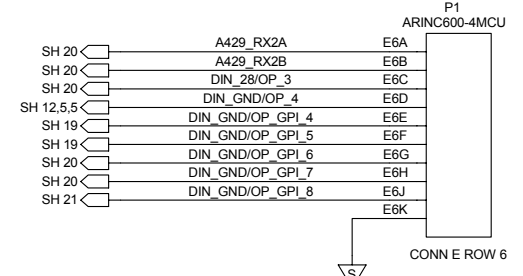 P1
ARINC600-4MCU
SH 20 A429_RX2A E6A
SH 20 A429_RX2B E6B
SH 20 DIN_28/OP_3 E6C
SH 12,5,5 DIN_GND/OP_4 E6D
SH 19 DIN_GND/OP_GPI_4 E6E
SH 19 DIN_GND/OP_GPI_5 E6F
SH 20 DIN_GND/OP_GPI_6 E6G
SH 20 DIN_GND/OP_GPI_7 E6H
SH 21 DIN_GND/OP_GPI_8 E6J
E6K
CONN E ROW 6
S